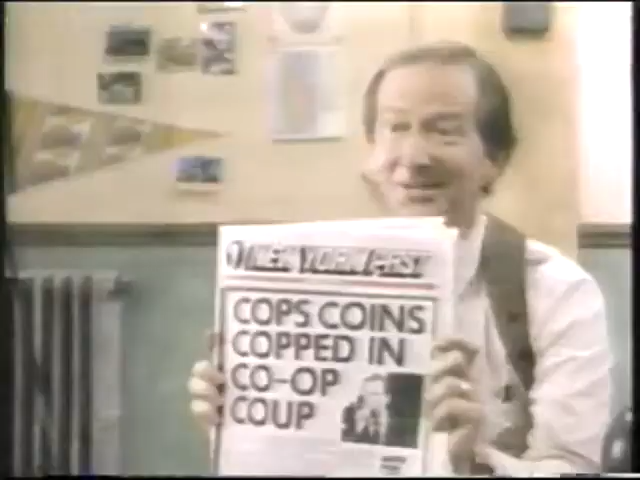 NEW YORK POST
COPS COINS
COPPED IN
CO-OP
COUP